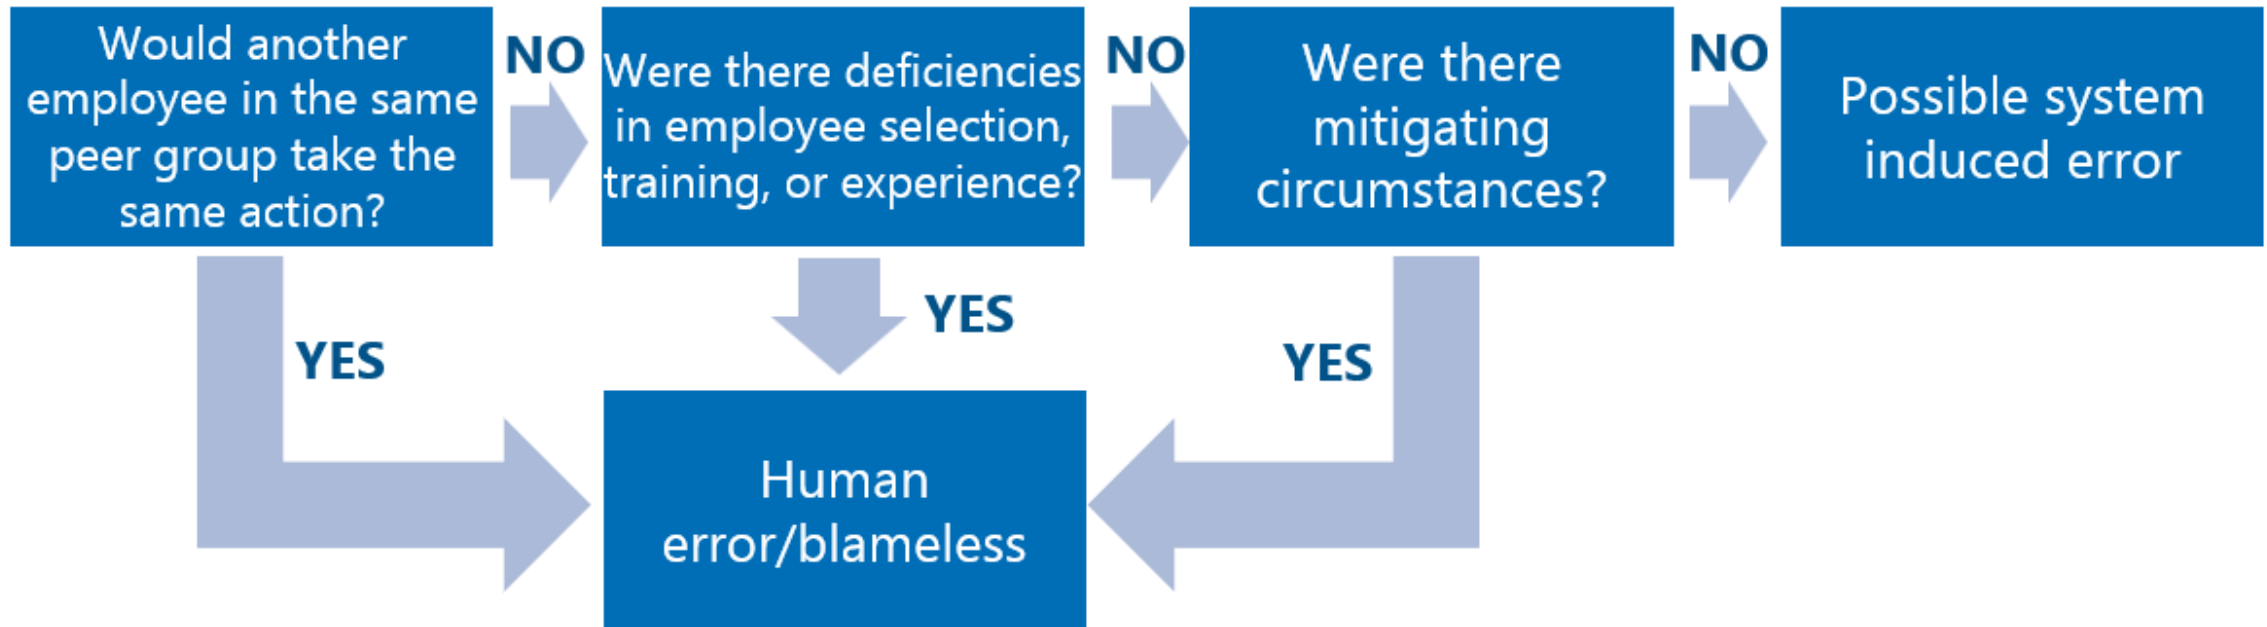 Would another
employee in the same
peer group take the
same action?
NO
Were there deficiencies
in employee selection,
training, or experience?
NO
Were there
mitigating
circumstances?
NO
Possible system
induced error
YES
YES
YES
Human
error/blameless